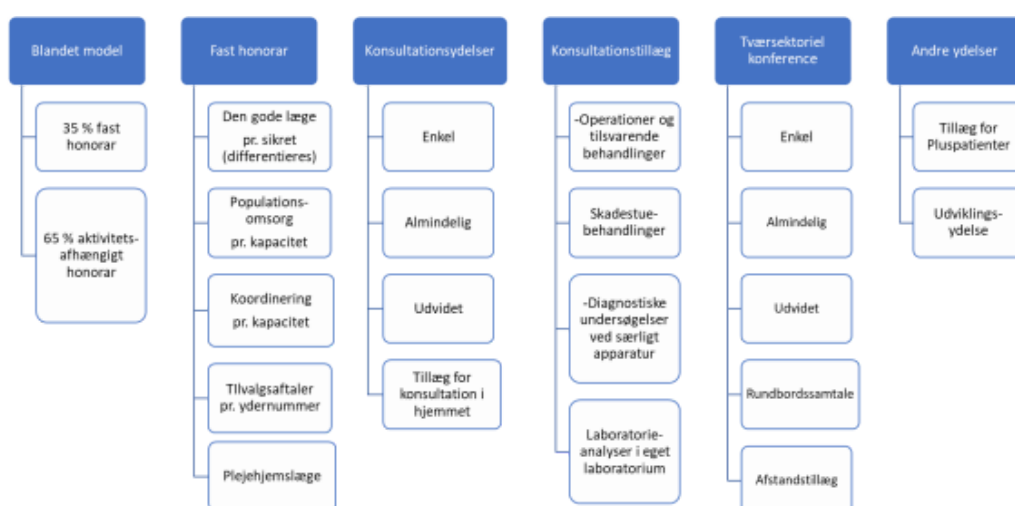 Blandet model
35 % fast
honorar
65 % aktivitets-
afhængigt
honorar
Fast honorar
Den gode læge
pr. sikret
(differentieres)
Populations-
omsorg
pr. kapacitet
Koordinering
pr. kapacitet
TIlvalgsaftaler
pr. ydernummer
Plejehjemslæge
Konsultationsydelser
Enkel
Almindelig
Udvidet
Tillæg for
konsultation i
hjemmet
Konsultationstillæg
-Operationer og
tilsvarende
behandlinger
Skadestue-
behandlinger
-Diagnostiske
undersøgelser
ved særligt
apparatur
Laboratorie-
analyser i eget
laboratorium
Tværsektoriel
konference
Enkel
Almindelig
Udvidet
Rundbordssamtale
Afstandstillæg
Andre ydelser
Tillæg for
Pluspatienter
Udviklings-
ydelse